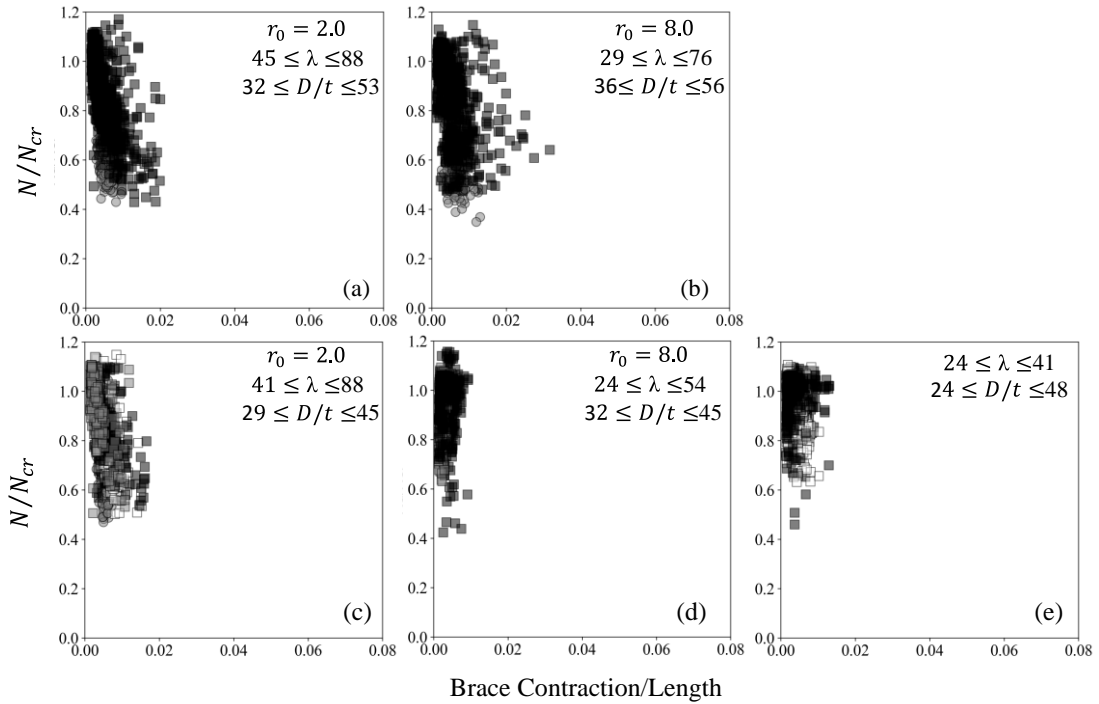 1.2
1.0
0.8
0.6
0.4
0.2
0.0
0.00 0.02 0.04 0.06 0.08
N/N_cr
r₀ = 2.0
45 ≤ λ ≤88
32 ≤ D/t ≤53
(a)
1.2
1.0
0.8
0.6
0.4
0.2
0.0
0.00 0.02 0.04 0.06 0.08
r₀ = 8.0
29 ≤ λ ≤76
36≤ D/t ≤56
(b)
1.2
1.0
0.8
0.6
0.4
0.2
0.0
0.00 0.02 0.04 0.06 0.08
N/N_cr
r₀ = 2.0
41 ≤ λ ≤88
29 ≤ D/t ≤45
(c)
1.2
1.0
0.8
0.6
0.4
0.2
0.0
0.00 0.02 0.04 0.06 0.08
r₀ = 8.0
24 ≤ λ ≤54
32 ≤ D/t ≤45
(d)
1.2
1.0
0.8
0.6
0.4
0.2
0.0
0.00 0.02 0.04 0.06 0.08
24 ≤ λ ≤41
24 ≤ D/t ≤48
(e)
Brace Contraction/Length